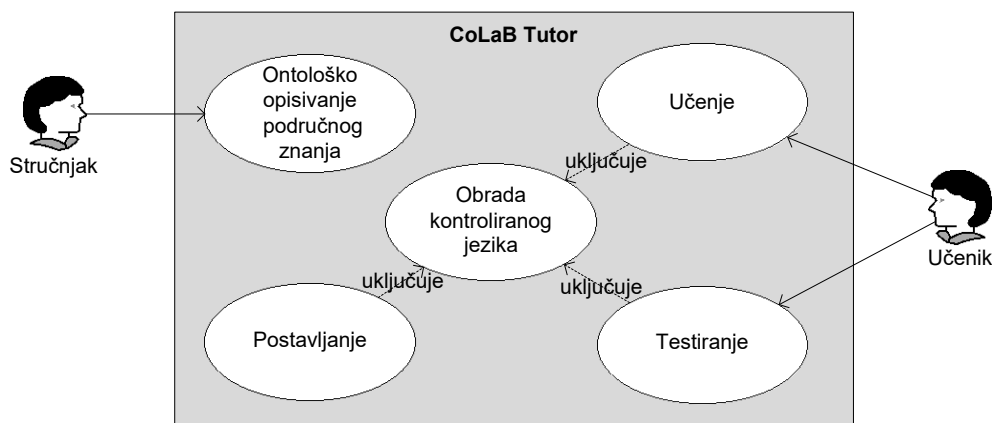 CoLaB Tutor
Ontološko
opisivanje
područnog
znanja
Učenje
Stručnjak
uključuje
Obrada
kontroliranog
jezika
Učenik
uključuje
uključuje
Postavljanje
Testiranje